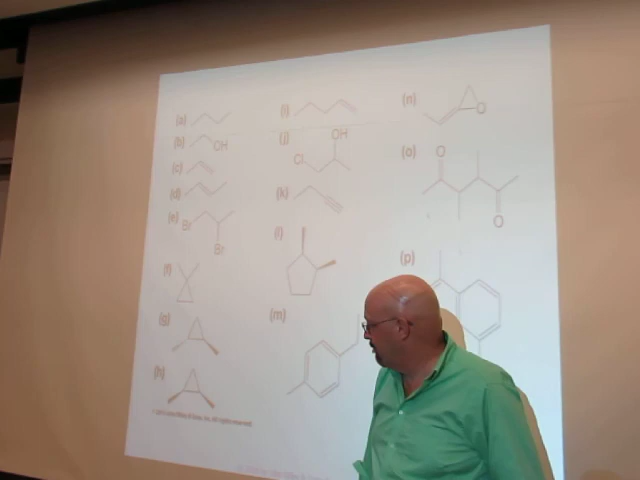 (a)
(b) OH
(c)
(d)
(e) Br
Br
(f)
(g)
(h)
(i)
(j) OH
Cl
(k)
(l)
(m)
(n) O
(o) O
O
(p)